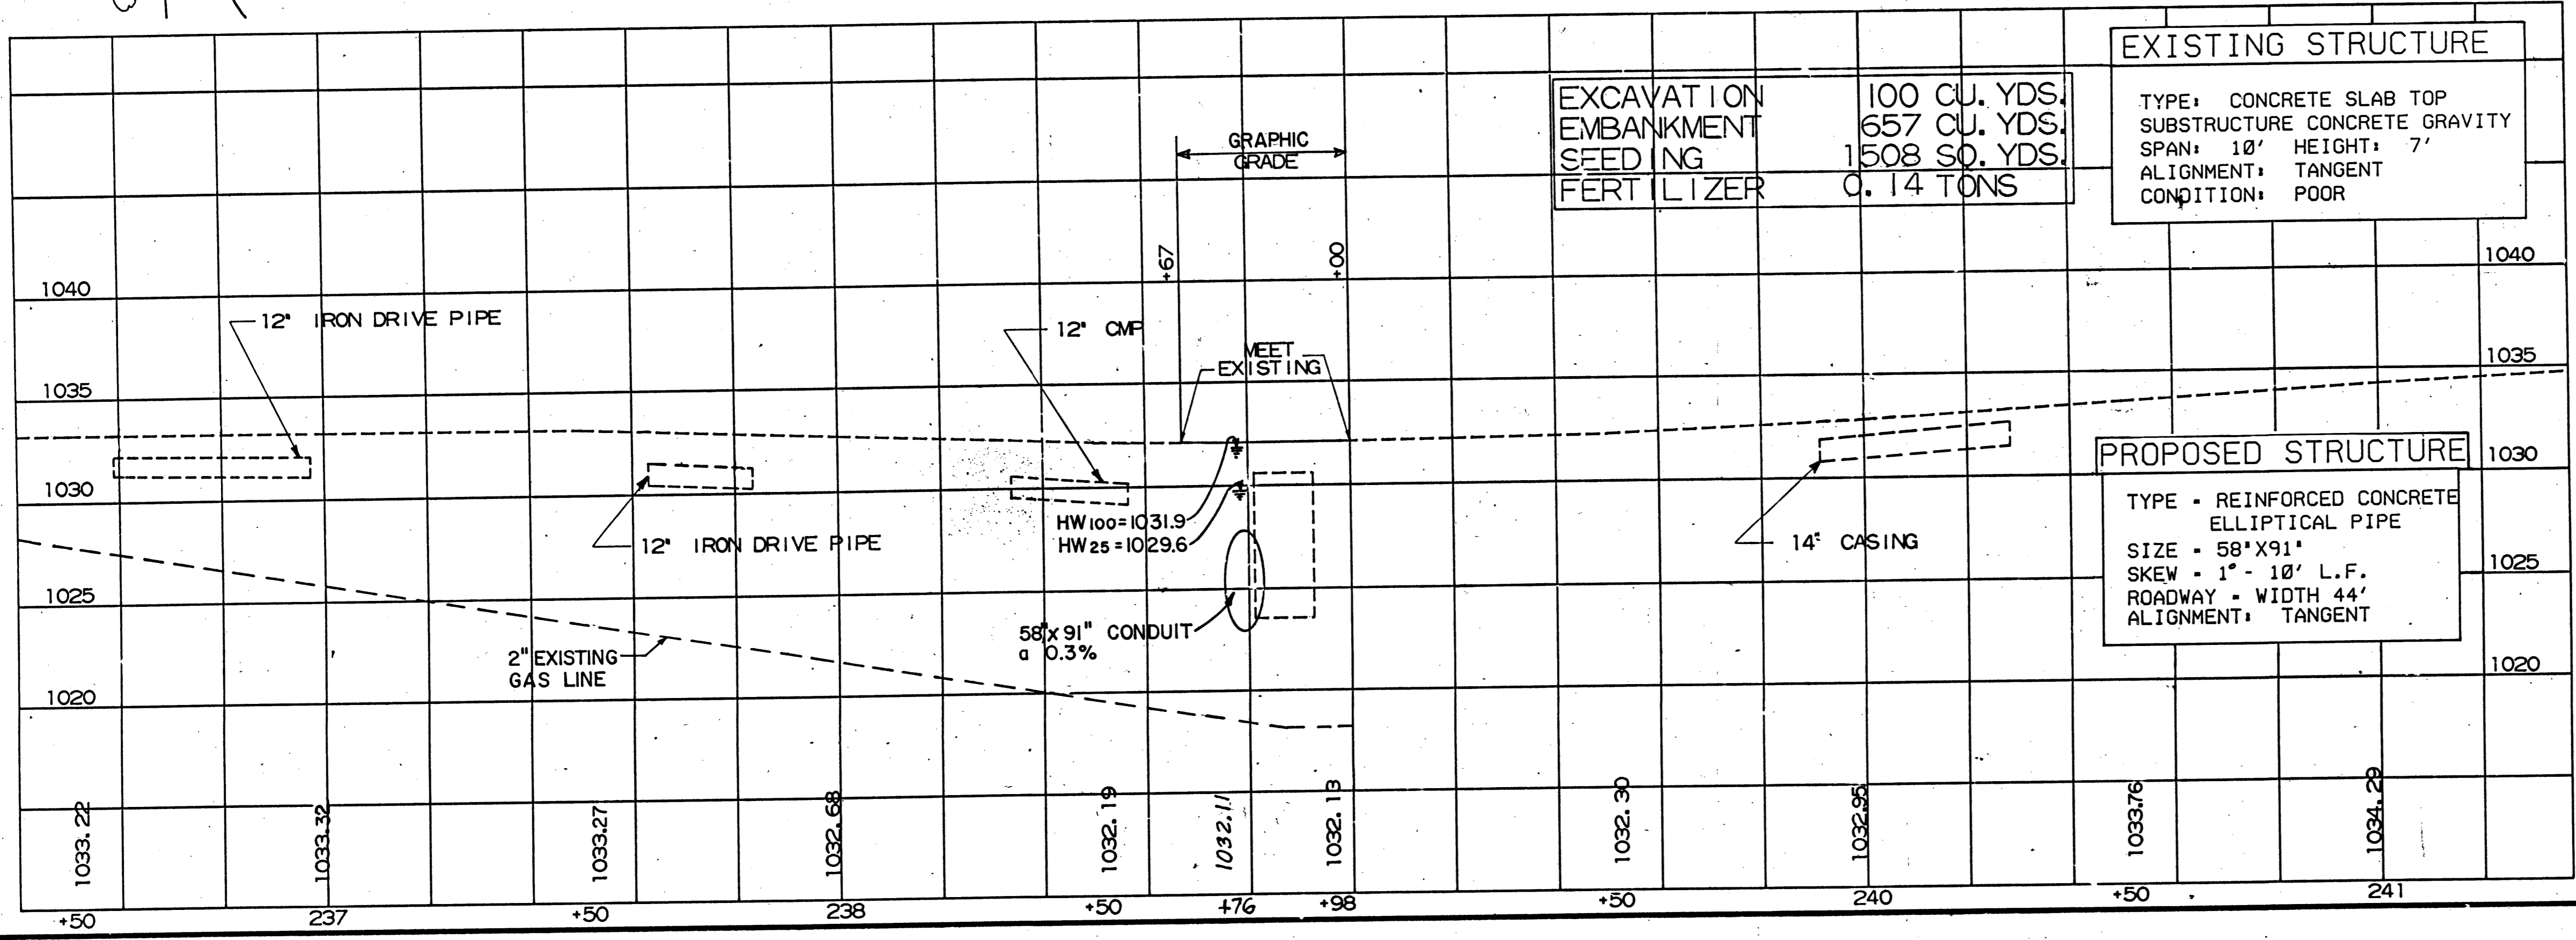 EXISTING STRUCTURE
TYPE: CONCRETE SLAB TOP
SUBSTRUCTURE CONCRETE GRAVITY
SPAN: 10' HEIGHT: 7'
ALIGNMENT: TANGENT
CONDITION: POOR
EXCAVATION 100 CU. YDS.
EMBANKMENT 657 CU. YDS.
SEEDING 1508 SQ. YDS.
FERTILIZER 0.14 TONS
GRAPHIC
GRADE
+67
+00
1040
1040
12" IRON DRIVE PIPE
12" CMP
MEET
EXISTING
1035
1035
PROPOSED STRUCTURE
TYPE - REINFORCED CONCRETE
ELLIPTICAL PIPE
SIZE - 58"X91"
SKEW - 1° - 10' L.F.
ROADWAY - WIDTH 44'
ALIGNMENT: TANGENT
1030
1030
HW100=1031.9
HW25=1029.6
12" IRON DRIVE PIPE
14" CASING
1025
1025
58"x91" CONDUIT
a 0.3%
2" EXISTING
GAS LINE
1020
1020
1033.22
1033.32
1033.27
1032.68
1032.19
1032.11
1032.13
1032.30
1032.95
1033.76
1034.29
+50
237
+50
238
+50
+76
+98
+50
240
+50
241